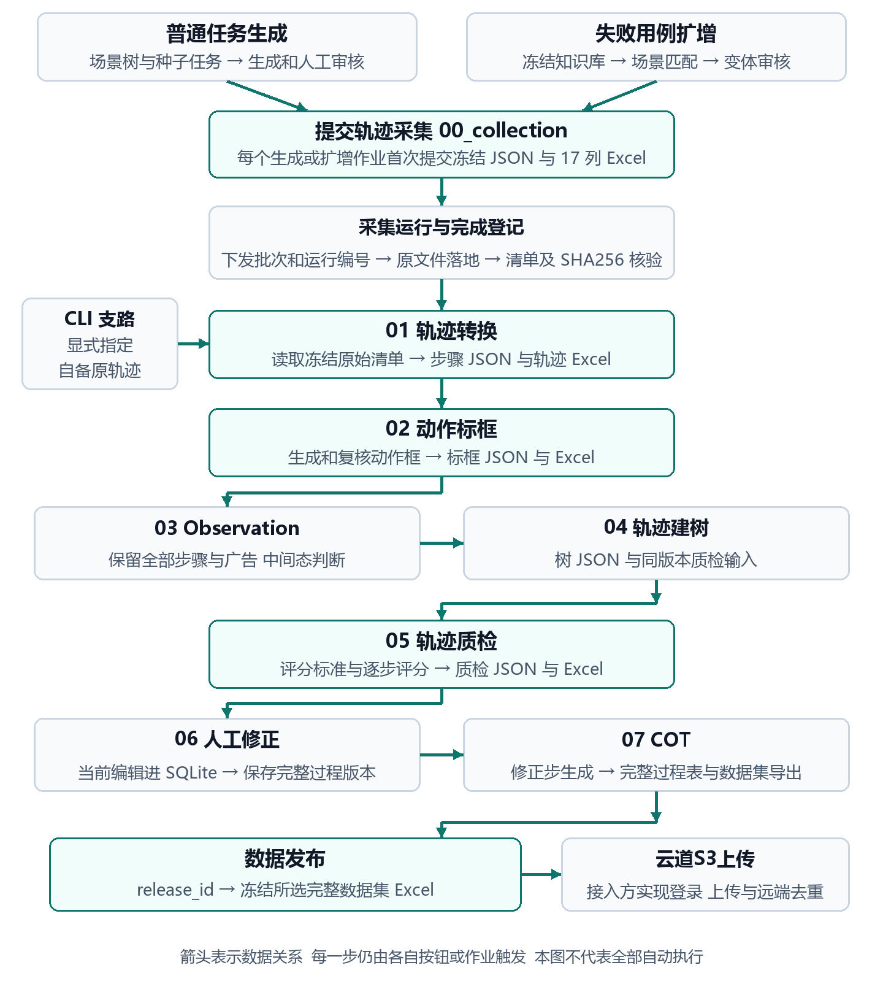 普通任务生成
场景树与种子任务 → 生成和人工审核
失败用例扩增
冻结知识库 → 场景匹配 → 变体审核
提交轨迹采集 00_collection
每个生成或扩增作业首次提交冻结 JSON 与 17 列 Excel
采集运行与完成登记
下发批次和运行编号 → 原文件落地 → 清单及 SHA256 核验
CLI 支路
显式指定
自备原轨迹
01 轨迹转换
读取冻结原始清单 → 步骤 JSON 与轨迹 Excel
02 动作标框
生成和复核动作框 → 标框 JSON 与 Excel
03 Observation
保留全部步骤与广告 中间态判断
04 轨迹建树
树 JSON 与同版本质检输入
05 轨迹质检
评分标准与逐步评分 → 质检 JSON 与 Excel
06 人工修正
当前编辑进 SQLite → 保存完整过程版本
07 COT
修正步生成 → 完整过程表与数据集导出
数据发布
release_id → 冻结所选完整数据集 Excel
云道S3上传
接入方实现登录 上传与远端去重
箭头表示数据关系 每一步仍由各自按钮或作业触发 本图不代表全部自动执行